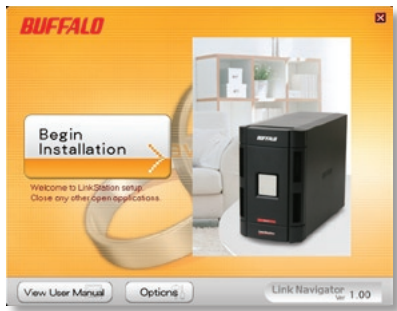 BUFFALO
Begin
Installation
Welcome to LinkStation setup.
Close any other open applications.
BUFFALO
View User Manual
Options
Link Navigator
Ver 1.00